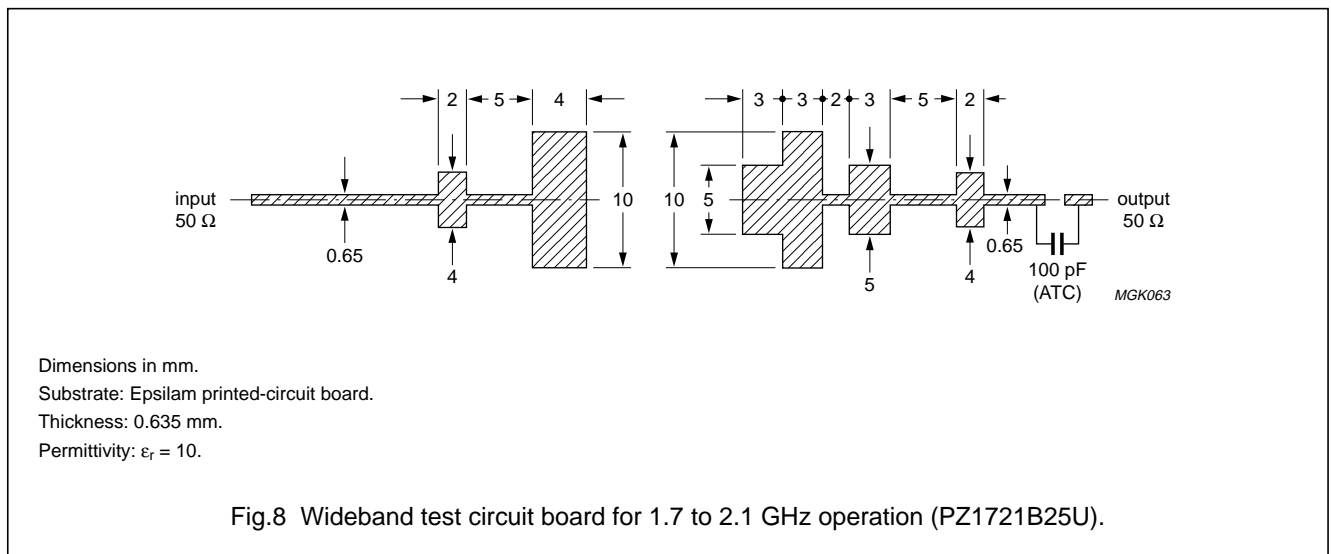 2 5 4 3 3 2 3 5 2
input
50 Ω
0.65
4
10
10
5
5
4
0.65
output
50 Ω
100 pF
(ATC)
MGK063
Dimensions in mm.
Substrate: Epsilam printed-circuit board.
Thickness: 0.635 mm.
Permittivity: εr = 10.
Fig.8 Wideband test circuit board for 1.7 to 2.1 GHz operation (PZ1721B25U).